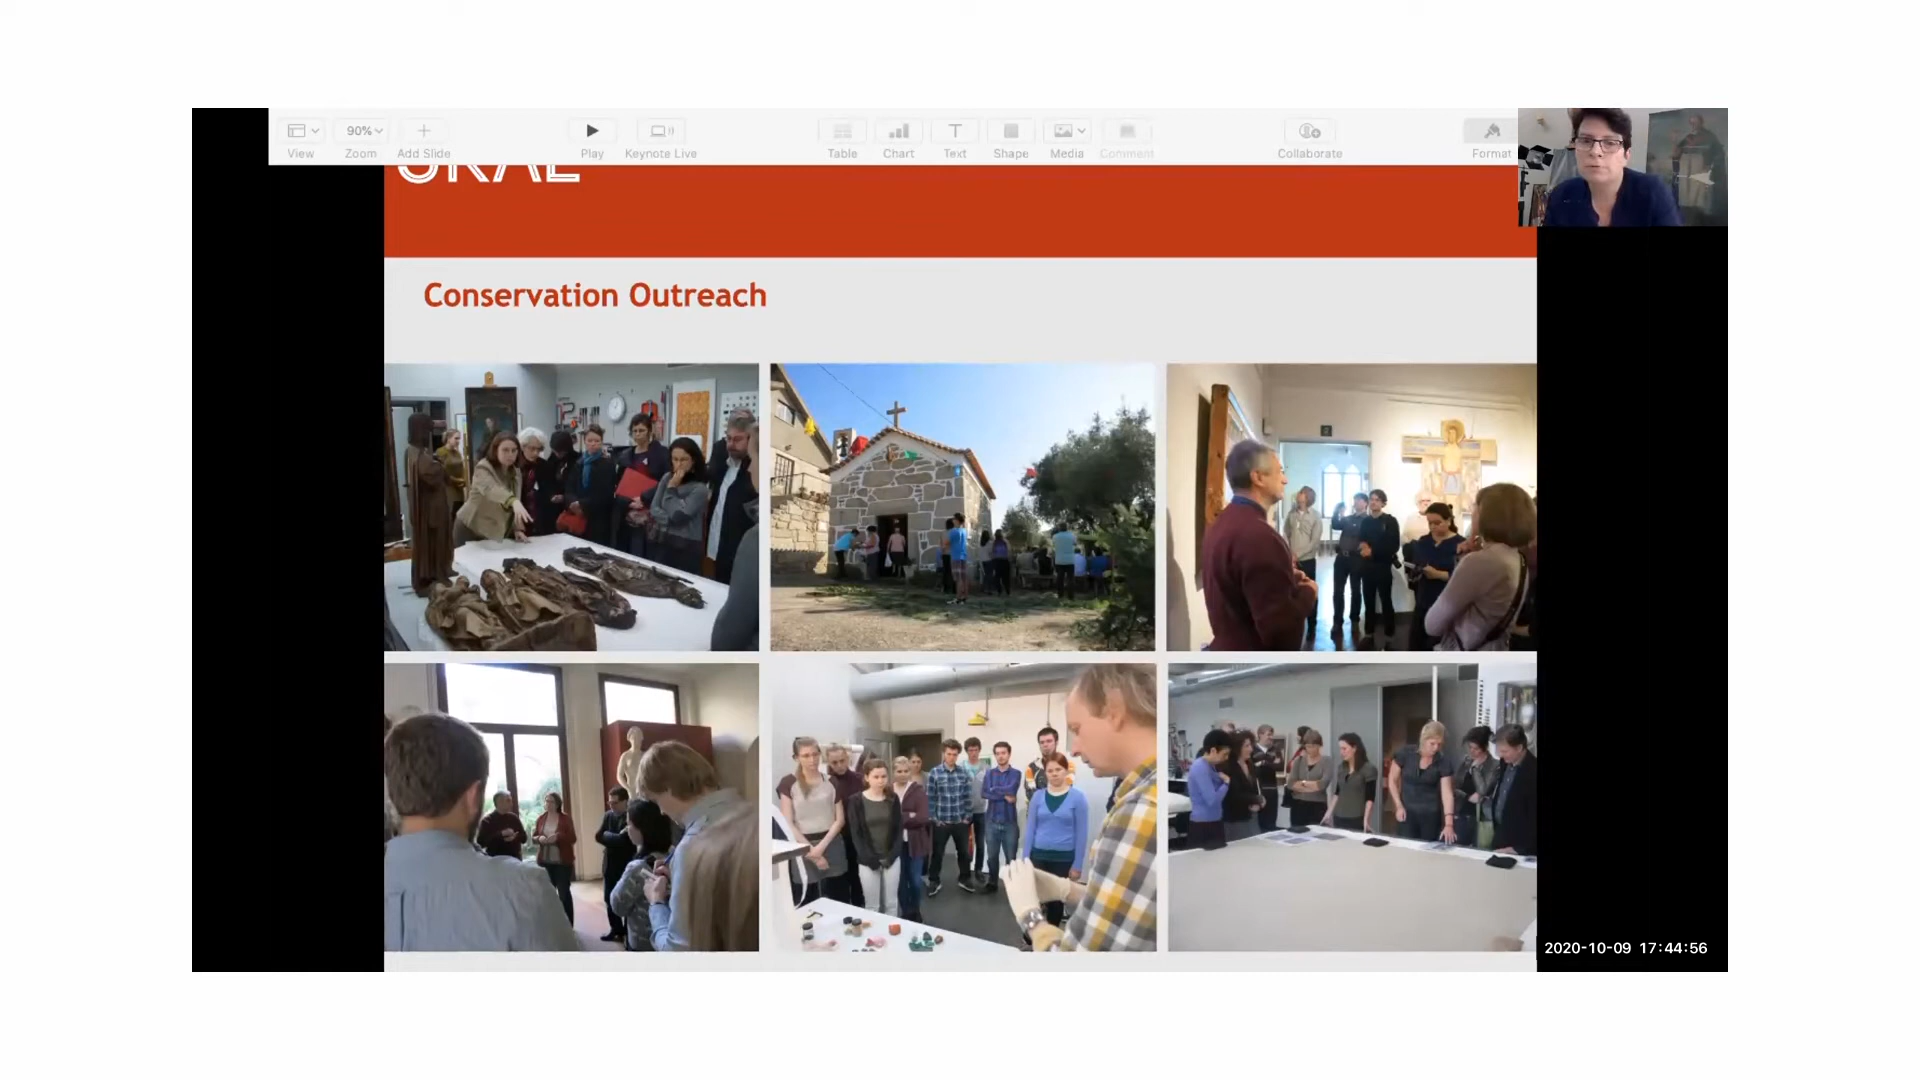 90%
View
Zoom
Add Slide
Play
Keynote Live
Table
Chart
Text
Shape
Media
Comment
Collaborate
Format
Conservation Outreach
2020-10-09 17:44:56